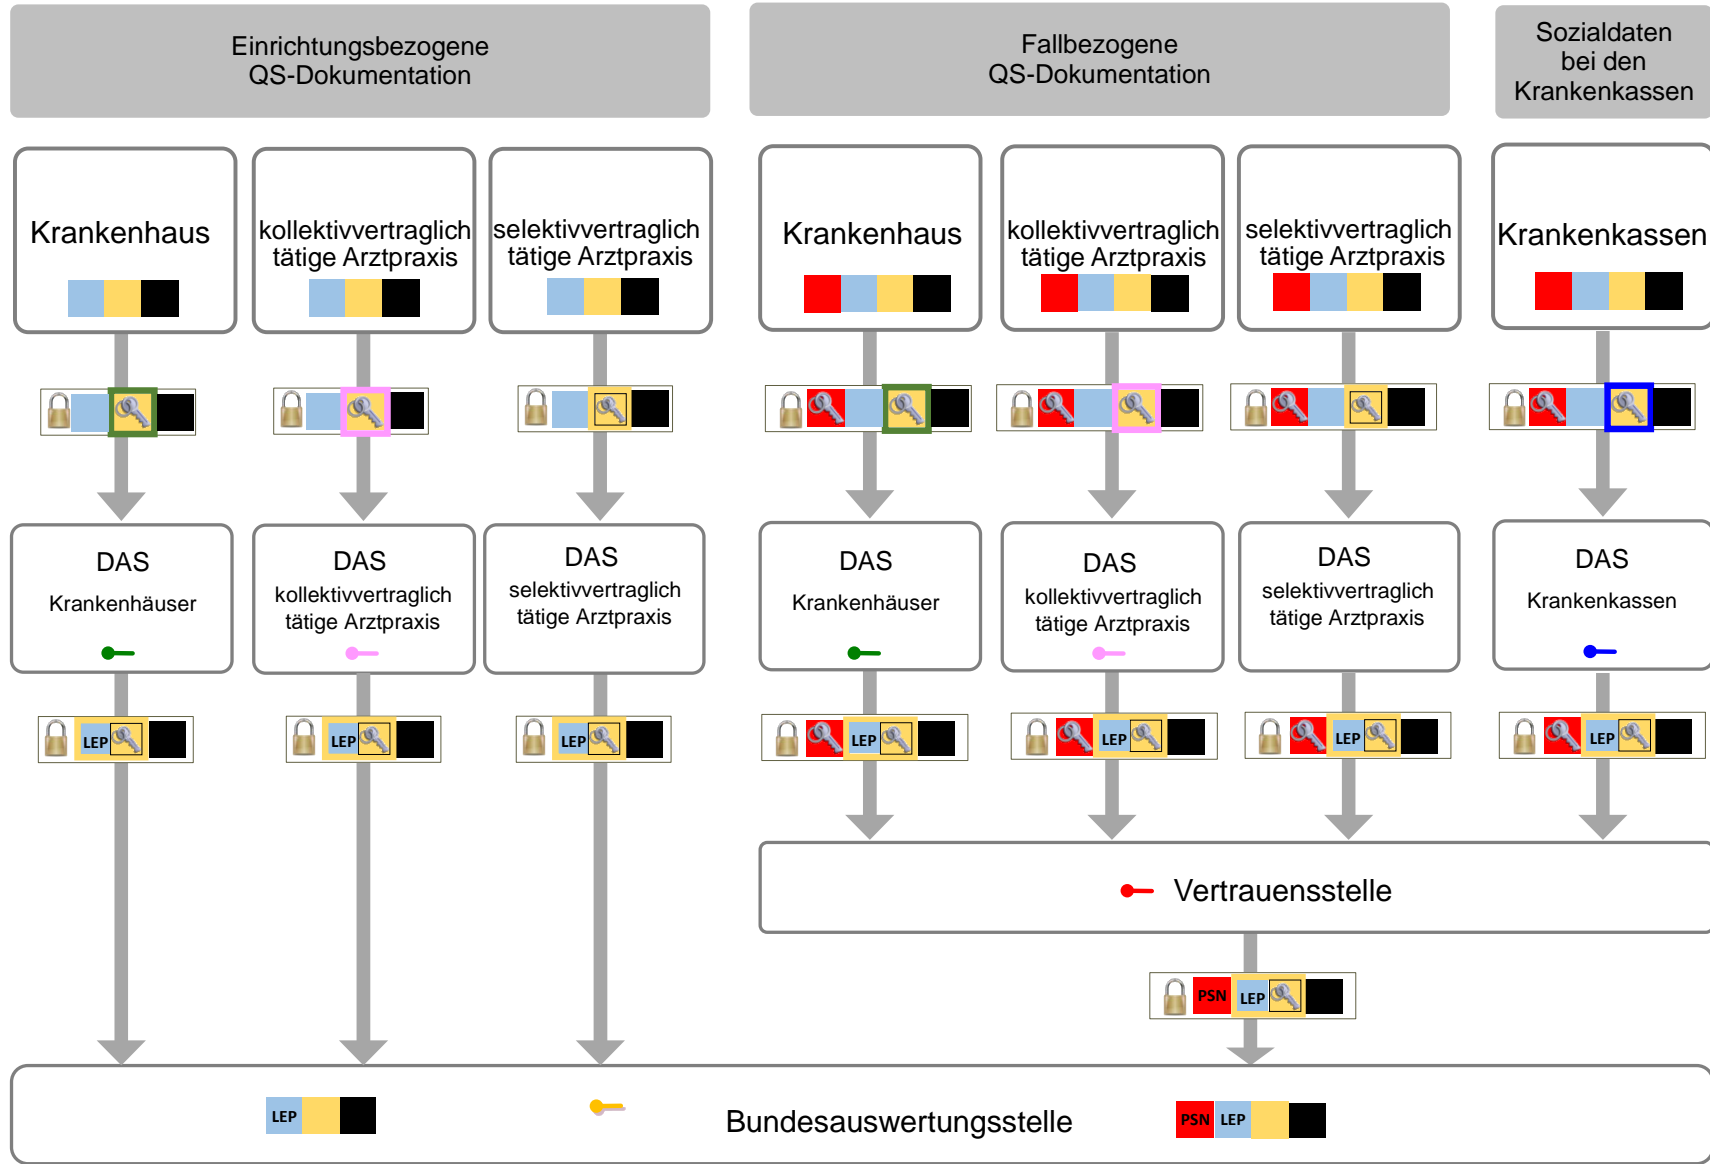 Einrichtungsbezogene
QS-Dokumentation
Fallbezogene
QS-Dokumentation
Sozialdaten
bei den
Krankenkassen
Krankenhaus
kollektivvertraglich
tätige Arztpraxis
selektivvertraglich
tätige Arztpraxis
Krankenhaus
kollektivvertraglich
tätige Arztpraxis
selektivvertraglich
tätige Arztpraxis
Krankenkassen
DAS
Krankenhäuser
DAS
kollektivvertraglich
tätige Arztpraxis
DAS
selektivvertraglich
tätige Arztpraxis
DAS
Krankenhäuser
DAS
kollektivvertraglich
tätige Arztpraxis
DAS
selektivvertraglich
tätige Arztpraxis
DAS
Krankenkassen
LEP
LEP
LEP
LEP
LEP
LEP
LEP
Vertrauensstelle
PSN LEP
LEP
Bundesauswertungsstelle
PSN LEP